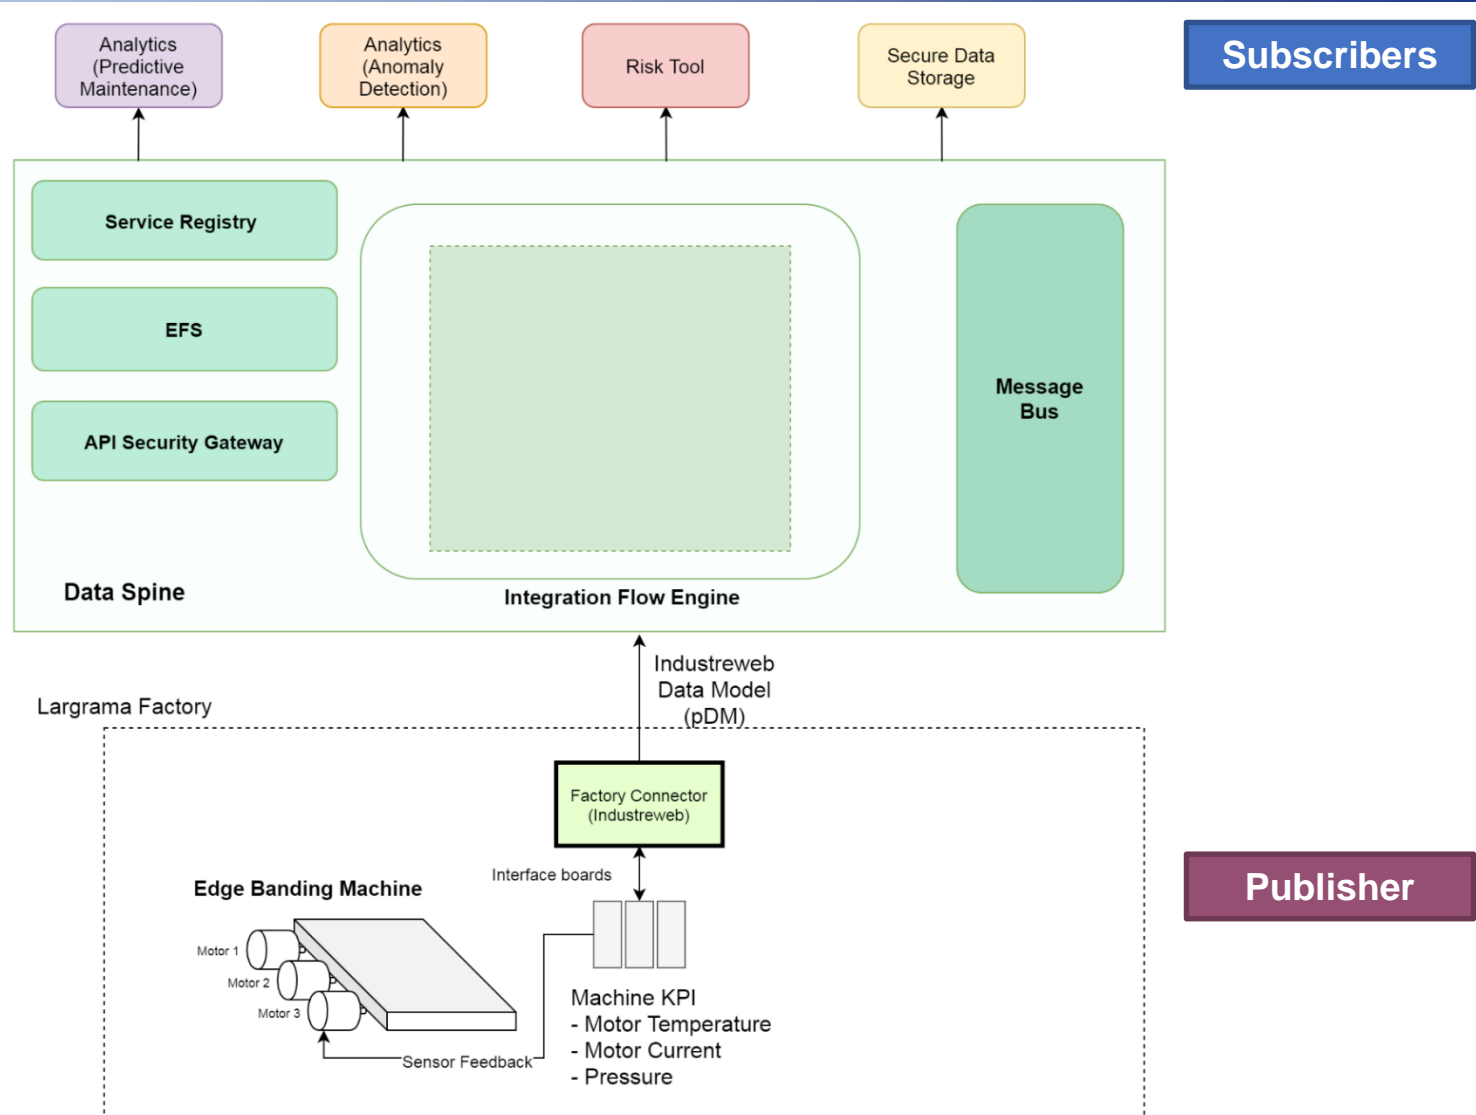 Analytics
(Predictive
Maintenance)
Analytics
(Anomaly
Detection)
Risk Tool
Secure Data
Storage
Subscribers
Service Registry
EFS
API Security Gateway
Message
Bus
Data Spine
Integration Flow Engine
Industreweb
Data Model
(pDM)
Largrama Factory
Factory Connector
(Industreweb)
Interface boards
Publisher
Edge Banding Machine
Motor 1
Motor 2
Motor 3
Sensor Feedback
Machine KPI
- Motor Temperature
- Motor Current
- Pressure